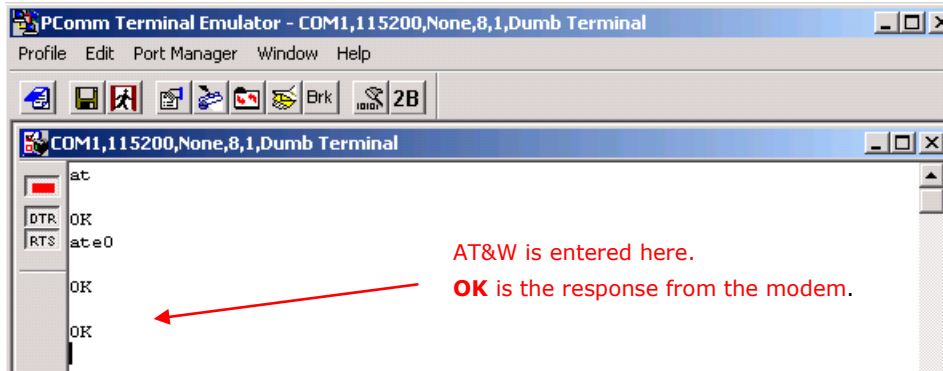 PComm Terminal Emulator - COM1,115200,None,8,1,Dumb Terminal
Profile Edit Port Manager Window Help
Brk 2B
COM1,115200,None,8,1,Dumb Terminal
at
DTR OK
RTS ate0
AT&W is entered here.
OK
OK is the response from the modem.
OK